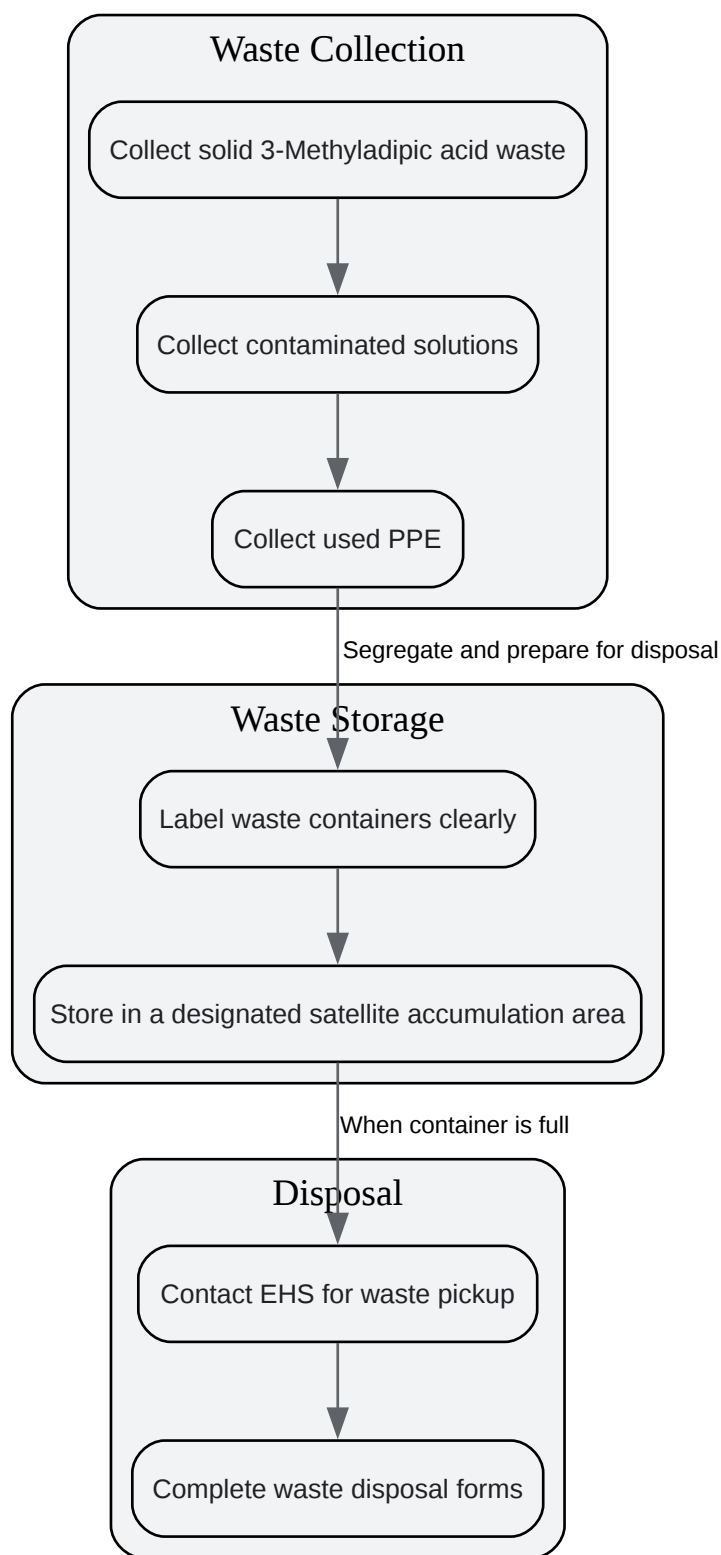 Waste Collection
Collect solid 3-Methyladipic acid waste
Collect contaminated solutions
Collect used PPE
Segregate and prepare for disposal
Waste Storage
Label waste containers clearly
Store in a designated satellite accumulation area
When container is full
Disposal
Contact EHS for waste pickup
Complete waste disposal forms